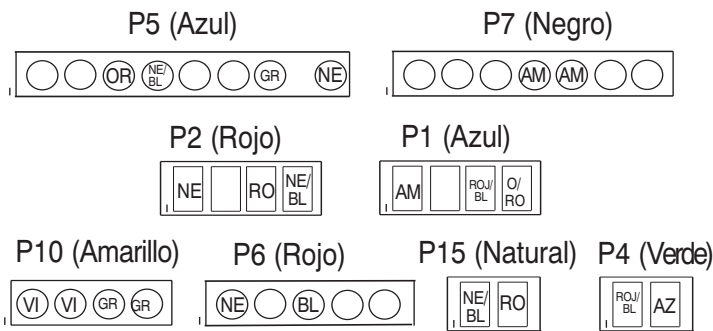 P5 (Azul)
P7 (Negro)
OR NE/ BL GR NE
AM AM
P2 (Rojo)
P1 (Azul)
NE RO NE/ BL
AM ROJ/ BL O/ RO
P10 (Amarillo)
P6 (Rojo)
P15 (Natural)
P4 (Verde)
VI VI GR GR
NE BL
NE/ BL RO
ROJ/ BL AZ